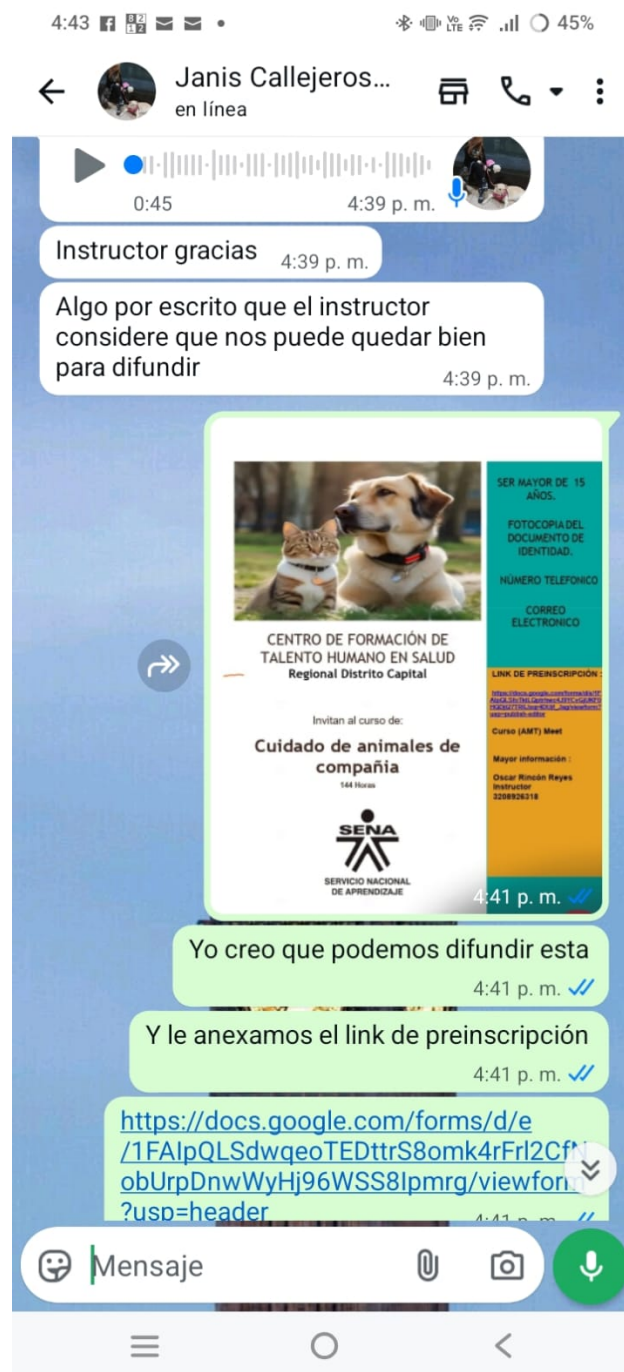 4:43
45%
Janis Callejeros...
en línea
0:45
4:39 p. m.
Instructor gracias
4:39 p. m.
Algo por escrito que el instructor
considere que nos puede quedar bien
para difundir
4:39 p. m.
SER MAYOR DE 15
AÑOS.
FOTOCOPIA DEL
DOCUMENTO DE
IDENTIDAD.
NÚMERO TELEFONICO
CORREO
ELECTRONICO
CENTRO DE FORMACIÓN DE
TALENTO HUMANO EN SALUD
Regional Distrito Capital
Invitan al curso de:
Cuidado de animales de
compañia
144 Horas
SENA
SERVICIO NACIONAL
DE APRENDIZAJE
LINK DE PREINSCRIPCIÓN :
Curso (AMT) Meet
Mayor información :
Oscar Rincón Reyes
Instructor
3208926318
4:41 p. m.
Yo creo que podemos difundir esta
4:41 p. m.
Y le anexamos el link de preinscripción
4:41 p. m.
https://docs.google.com/forms/d/e
/1FAIpQLSdwqeoTEDttrS8omk4rFrl2CfN
obUrpDnwWyHj96WSS8Ipmrg/viewform
?usp=header
4:41 p. m.
Mensaje